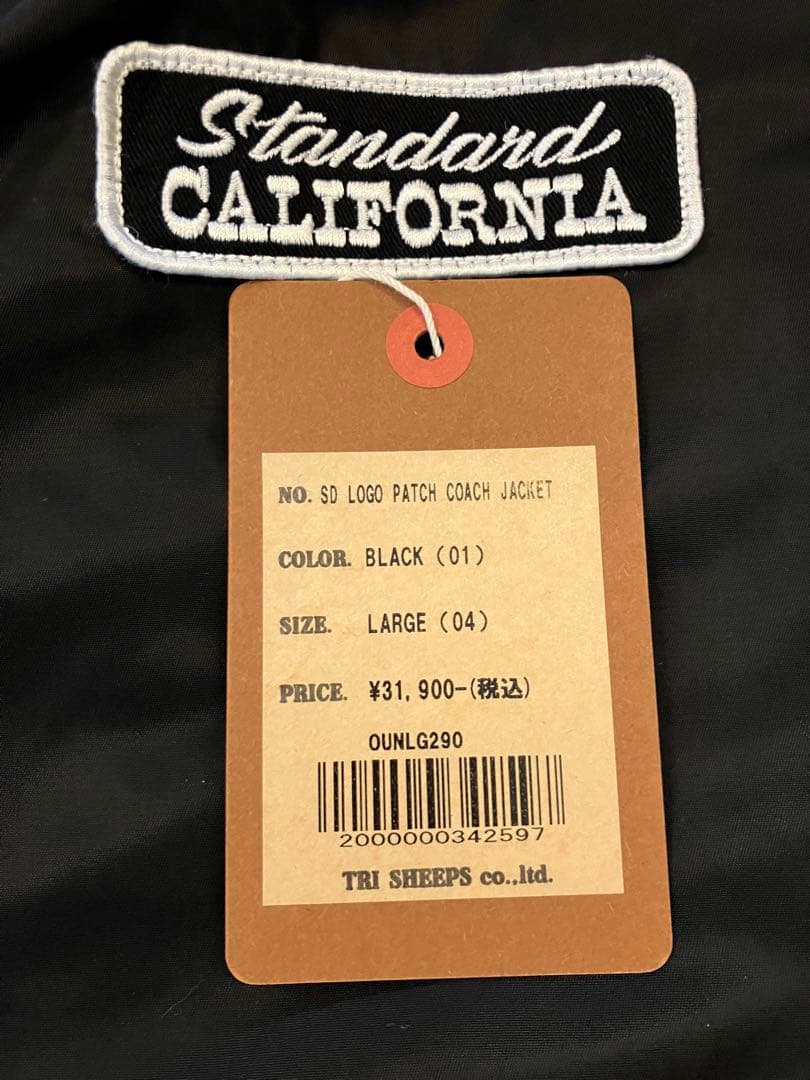 Standard
CALIFORNIA
NO. SD LOGO PATCH COACH JACKET
COLOR. BLACK (01)
SIZE. LARGE (04)
PRICE. ¥31,900-(税込)
OUNLG290
2000000342597
TRI SHEEPS co.,ltd.